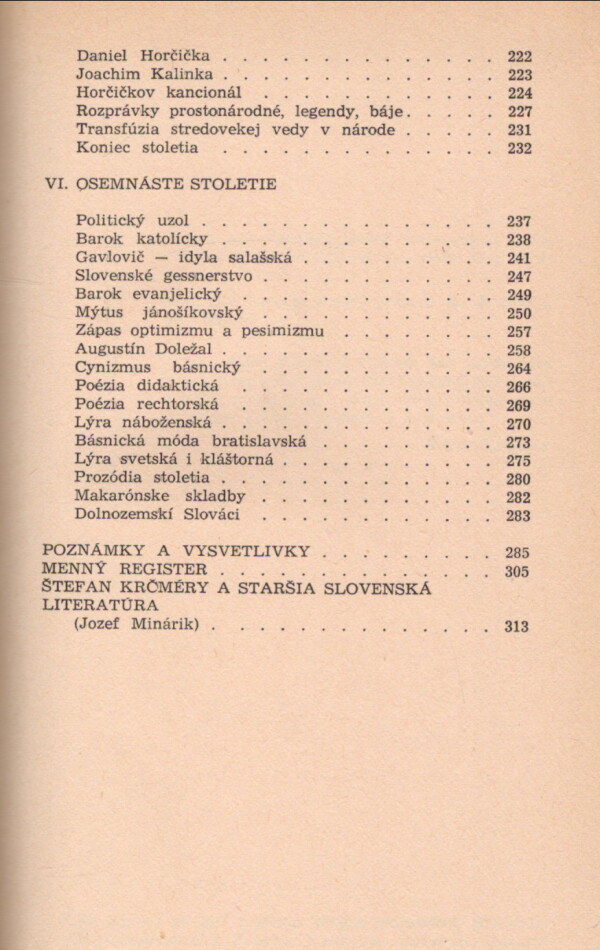 Daniel Horčička . . . . . . . . . . . . . . 222
Joachim Kalinka . . . . . . . . . . . . . . 223
Horčičkov kancionál . . . . . . . . . . . . 224
Rozprávky prostonárodné, legendy, báje . . . . . 227
Transfúzia stredovekej vedy v národe . . . . . 231
Koniec stoletia . . . . . . . . . . . . . . 232
VI. OSEMNÁSTE STOLETIE
Politický uzol . . . . . . . . . . . . . . . 237
Barok katolícky . . . . . . . . . . . . . . 238
Gavlovič — idyla salašská . . . . . . . . . . 241
Slovenské gessnerstvo . . . . . . . . . . . . 247
Barok evanjelický . . . . . . . . . . . . . 249
Mýtus jánošíkovský . . . . . . . . . . . . 250
Zápas optimizmu a pesimizmu . . . . . . . . 257
Augustín Doležal . . . . . . . . . . . . . . 258
Cynizmus básnický . . . . . . . . . . . . . 264
Poézia didaktická . . . . . . . . . . . . . 266
Poézia rechtorská . . . . . . . . . . . . . 269
Lýra náboženská . . . . . . . . . . . . . . 270
Básnická móda bratislavská . . . . . . . . . 273
Lýra svetská i kláštorná . . . . . . . . . . . 275
Prozódia stoletia . . . . . . . . . . . . . . 280
Makarónske skladby . . . . . . . . . . . . 282
Dolnozemskí Slováci . . . . . . . . . . . . 283
POZNÁMKY A VYSVETLIVKY . . . . . . . . . 285
MENNÝ REGISTER . . . . . . . . . . . . . . 305
ŠTEFAN KRČMÉRY A STARŠIA SLOVENSKÁ
LITERATÚRA
(Jozef Minárik) . . . . . . . . . . . . . . 313